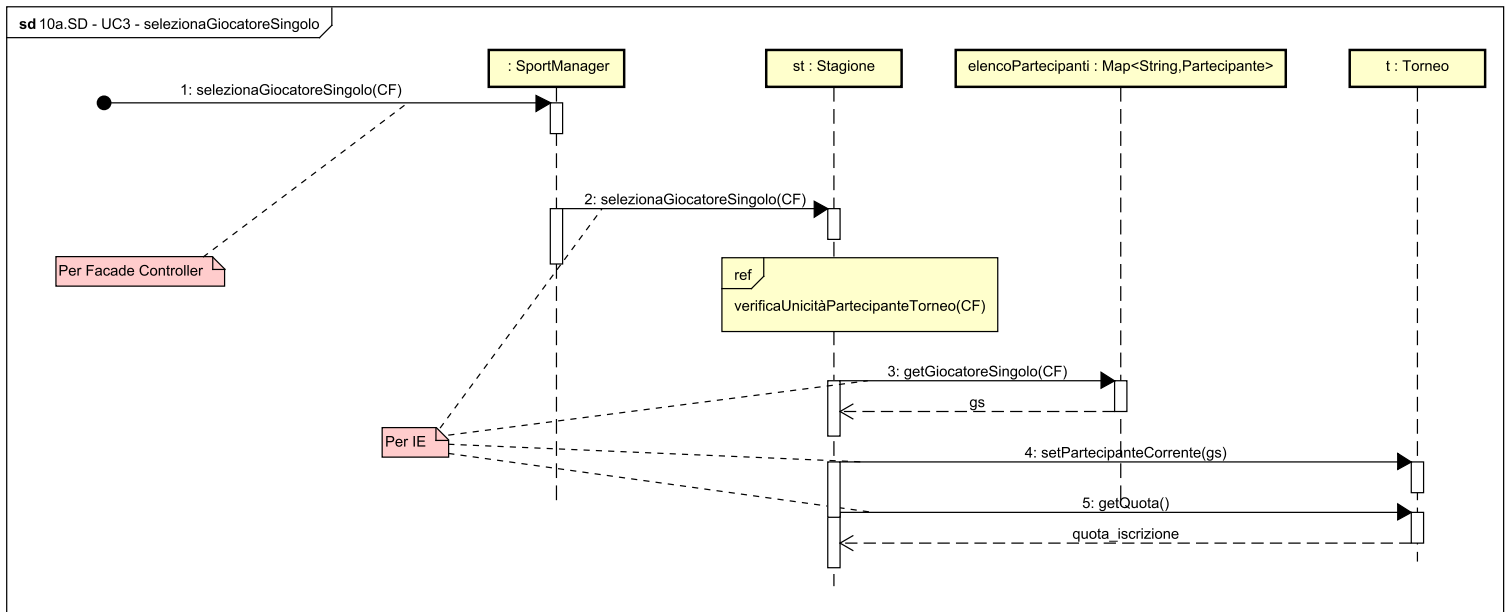 sd 10a.SD - UC3 - selezionaGiocatoreSingolo
: SportManager
st : Stagione
elencoPartecipanti : Map<String,Partecipante>
t : Torneo
1: selezionaGiocatoreSingolo(CF)
2: selezionaGiocatoreSingolo(CF)
Per Facade Controller
ref
verificaUnicitàPartecipanteTorneo(CF)
3: getGiocatoreSingolo(CF)
gs
Per IE
4: setPartecipanteCorrente(gs)
5: getQuota()
quota_iscrizione